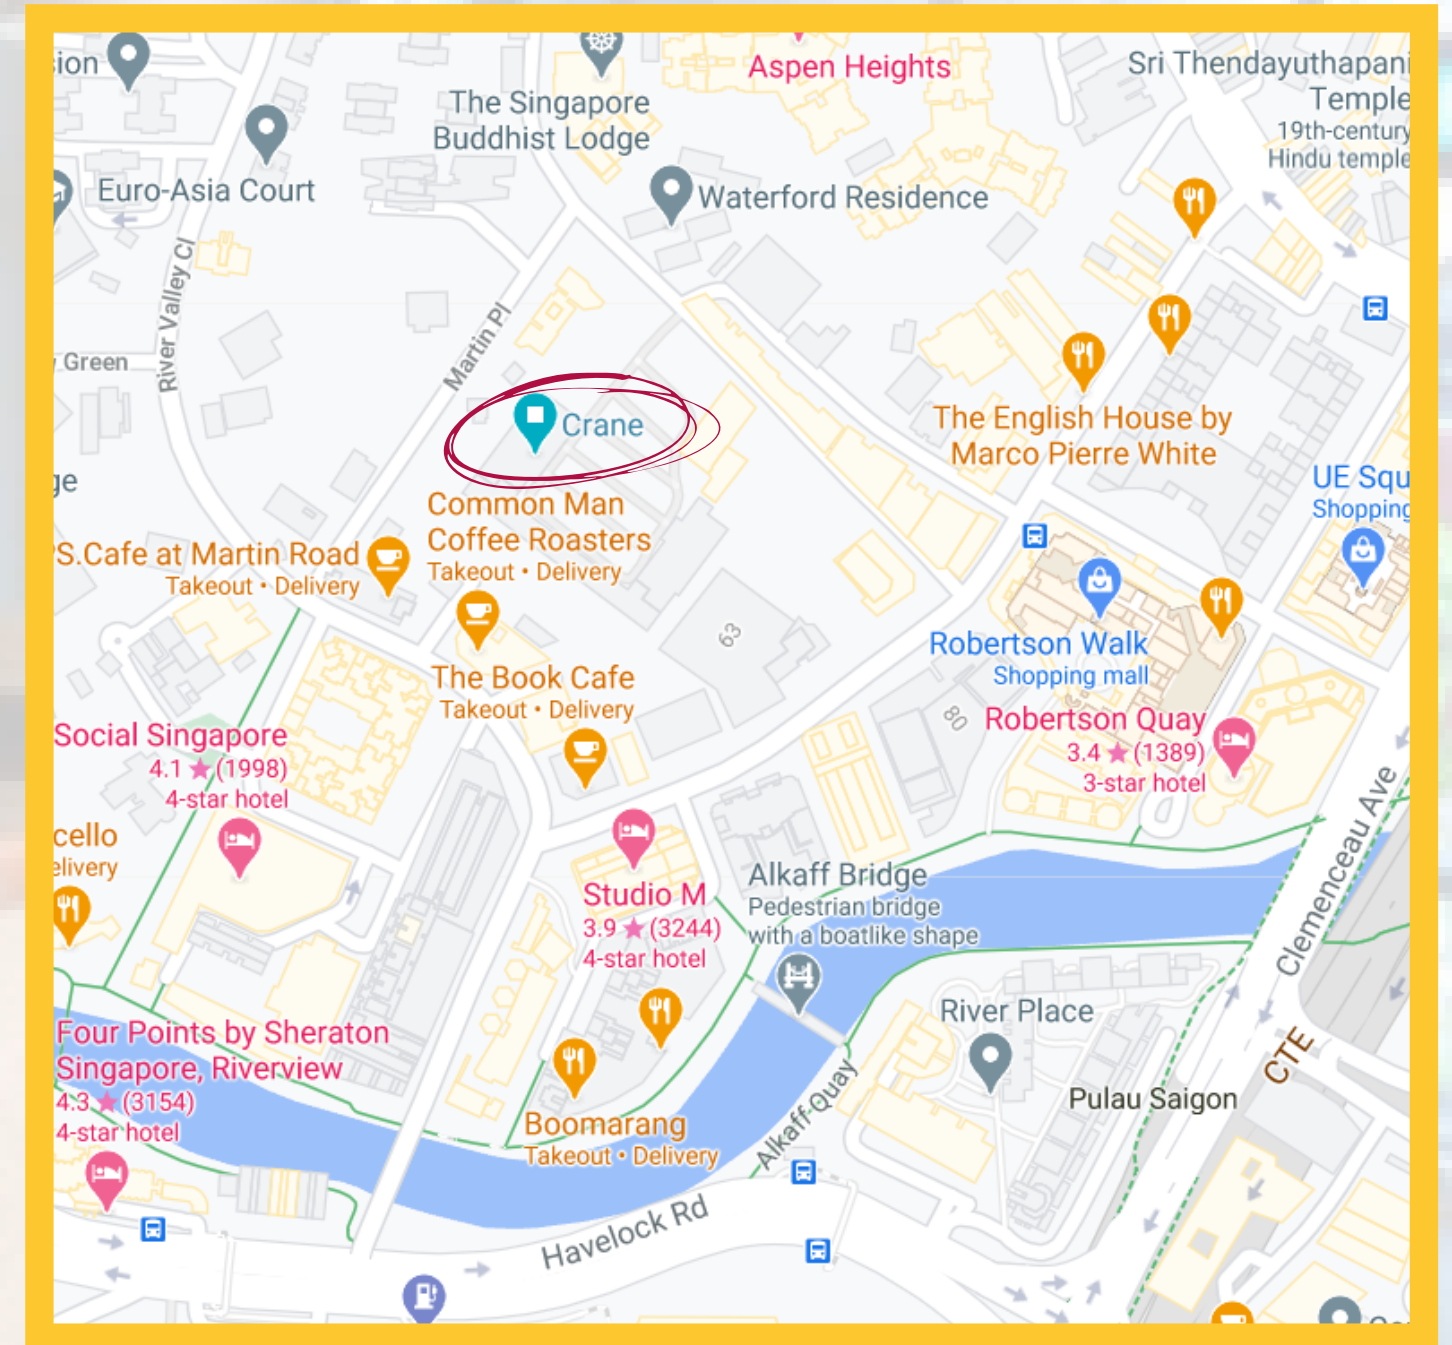 sion
Aspen Heights
Sri Thendayuthapani
Temple
19th-century
Hindu temple
The Singapore
Buddhist Lodge
Euro-Asia Court
Waterford Residence
River Valley Cl
Green
Martin Pl
Crane
The English House by
Marco Pierre White
UE Squ
Shopping
ge
Common Man
Coffee Roasters
Takeout • Delivery
S.Cafe at Martin Road
Takeout • Delivery
63
Robertson Walk
Shopping mall
The Book Cafe
Takeout • Delivery
80
Robertson Quay
3.4 ★ (1389)
3-star hotel
Social Singapore
4.1 ★ (1998)
4-star hotel
Clemenceau Ave
cello
elivery
Studio M
3.9 ★ (3244)
4-star hotel
Alkaff Bridge
Pedestrian bridge
with a boatlike shape
River Place
Four Points by Sheraton
Singapore, Riverview
4.3 ★ (3154)
4-star hotel
CTE
Pulau Saigon
Alkaff Quay
Boomarang
Takeout • Delivery
Havelock Rd